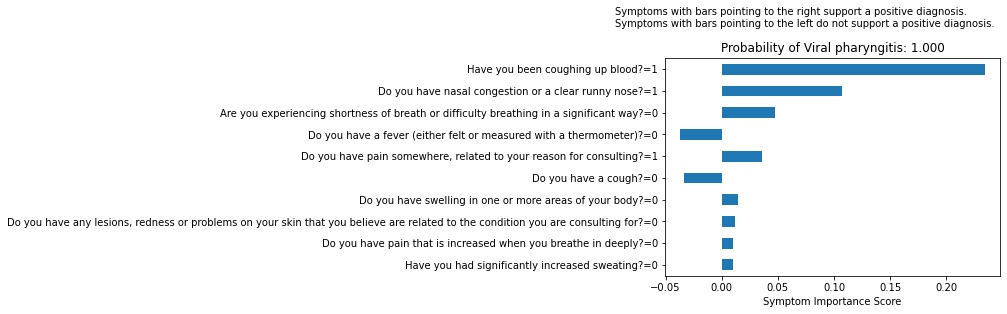 Symptoms with bars pointing to the right support a positive diagnosis.
Symptoms with bars pointing to the left do not support a positive diagnosis.
Probability of Viral pharyngitis: 1.000
Have you been coughing up blood?=1
Do you have nasal congestion or a clear runny nose?=1
Are you experiencing shortness of breath or difficulty breathing in a significant way?=0
Do you have a fever (either felt or measured with a thermometer)?=0
Do you have pain somewhere, related to your reason for consulting?=1
Do you have a cough?=0
Do you have swelling in one or more areas of your body?=0
Do you have any lesions, redness or problems on your skin that you believe are related to the condition you are consulting for?=0
Do you have pain that is increased when you breathe in deeply?=0
Have you had significantly increased sweating?=0
−0.05 0.00 0.05 0.10 0.15 0.20
Symptom Importance Score